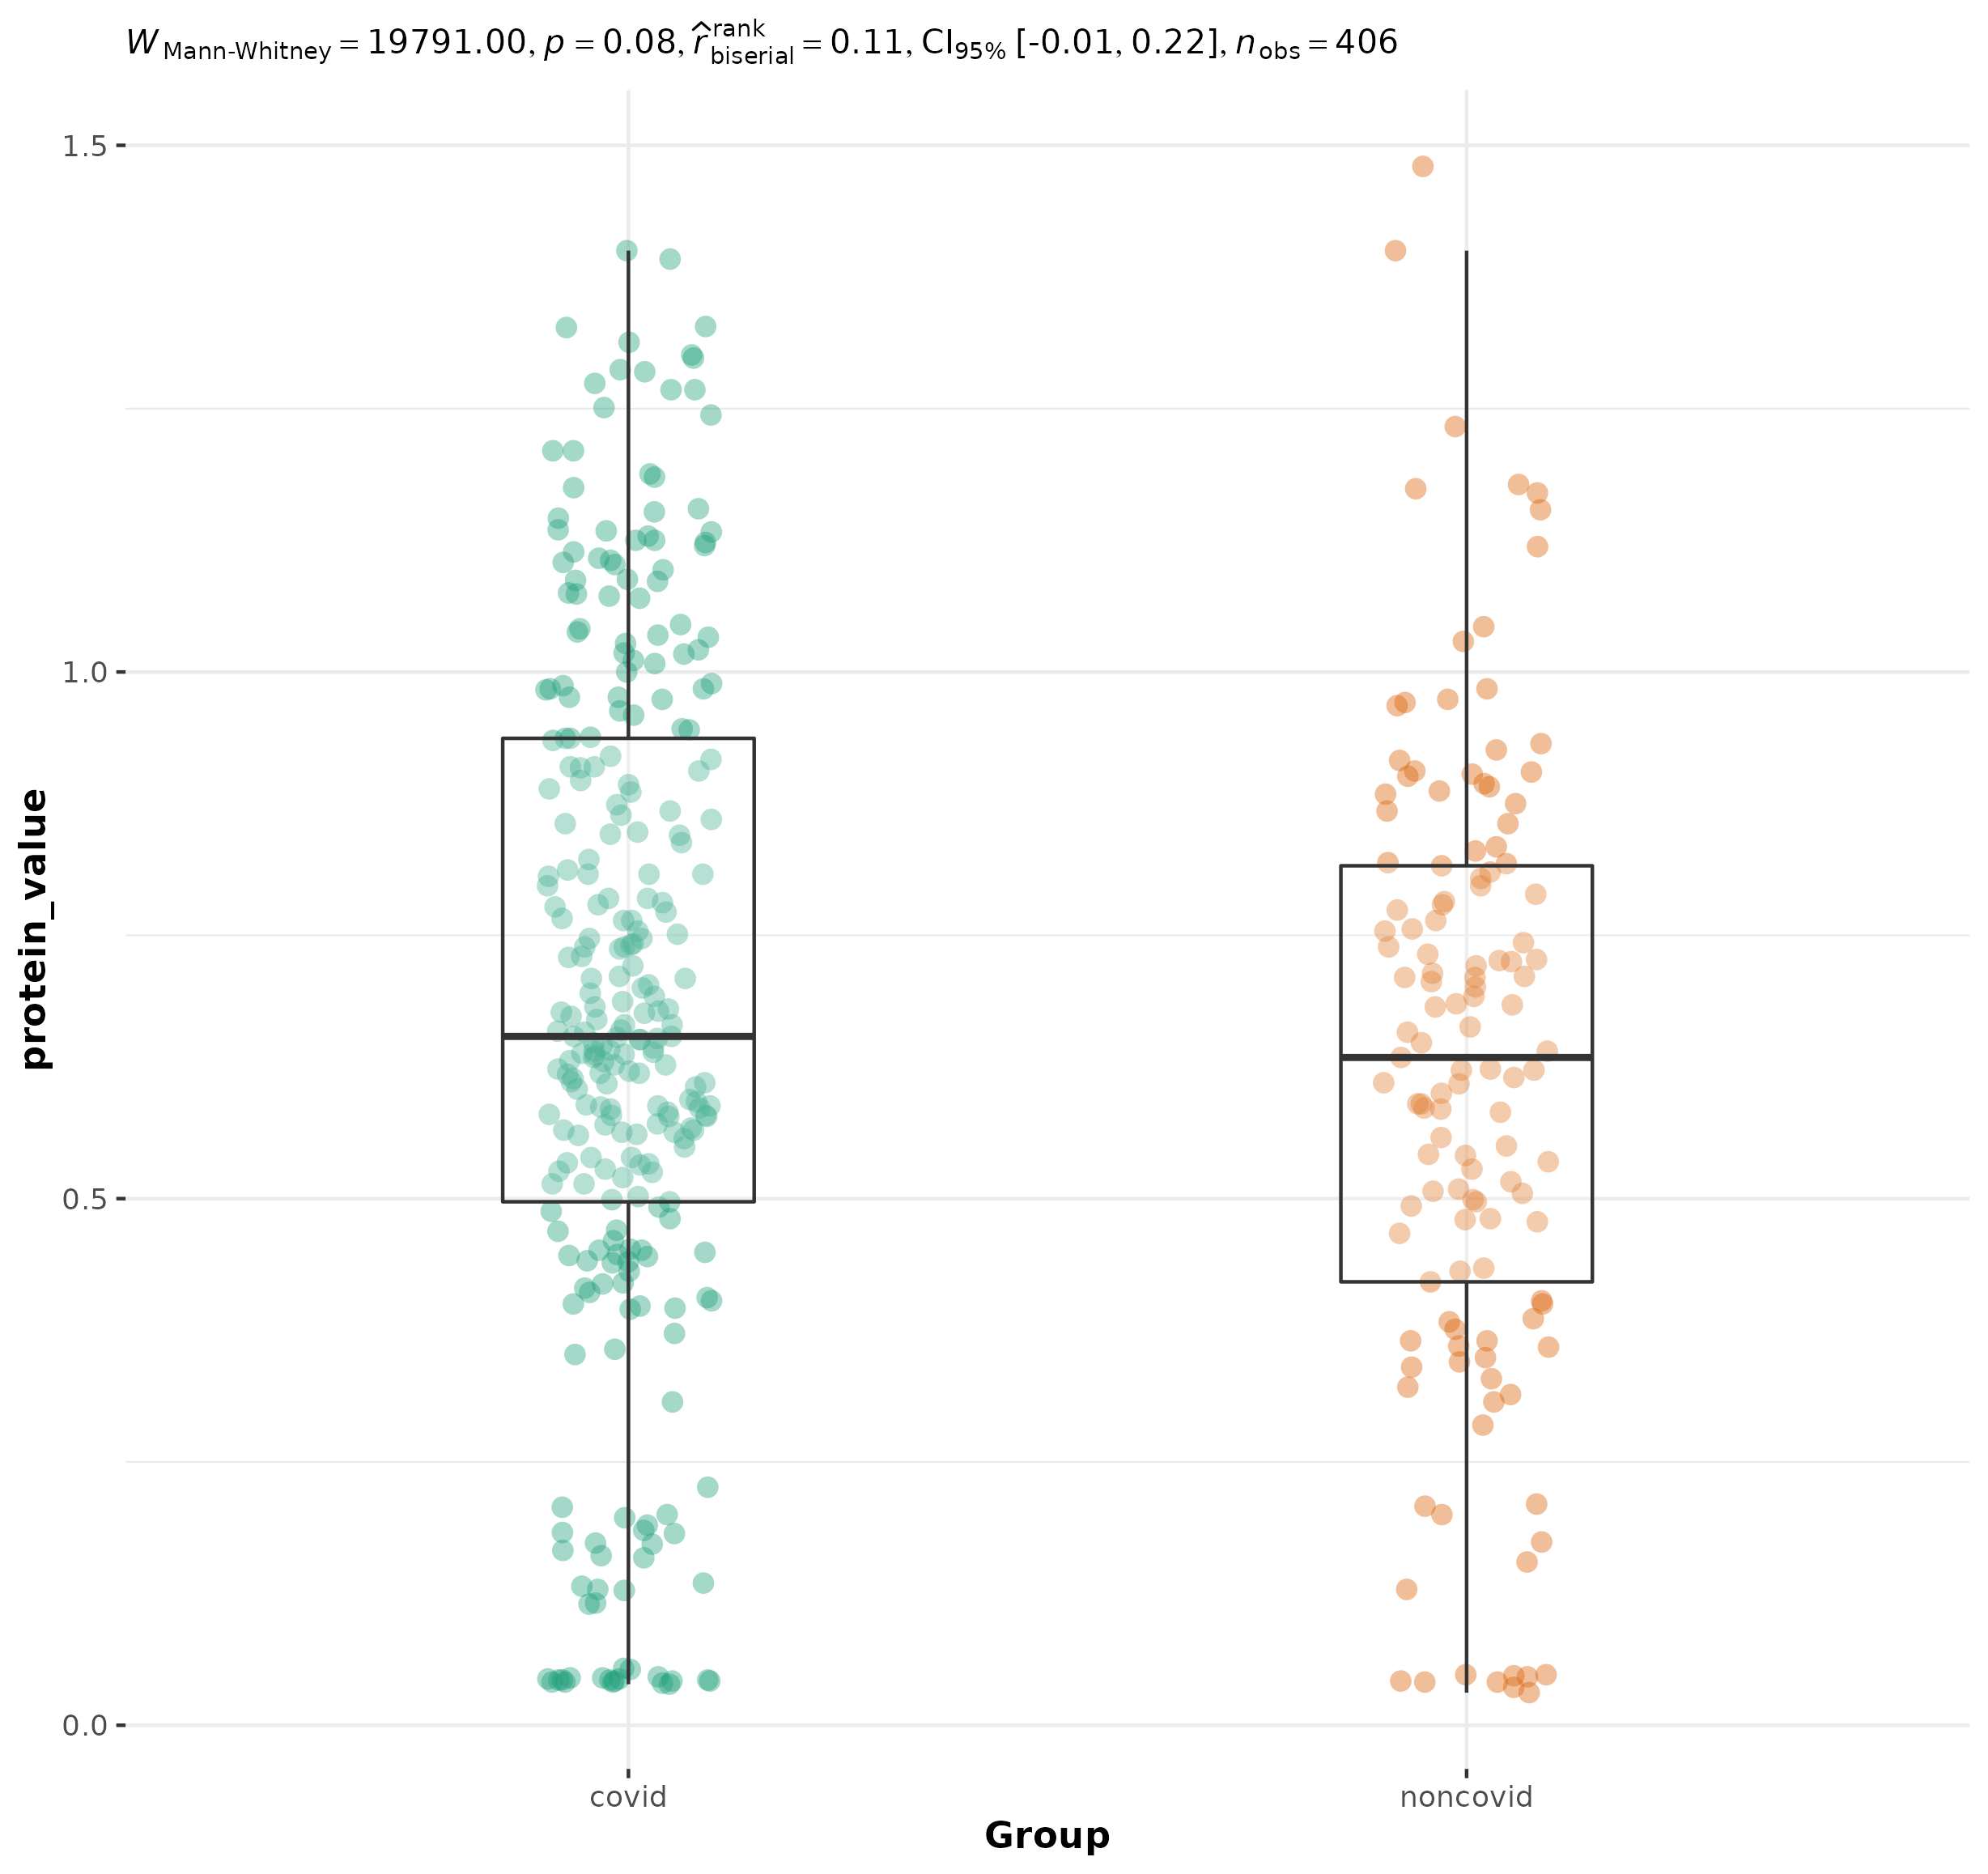 W Mann-Whitney = 19791.00, p = 0.08, r̂ rank biserial = 0.11, CI95% [-0.01, 0.22], nobs = 406
protein_value
1.5
1.0
0.5
0.0
covid noncovid
Group